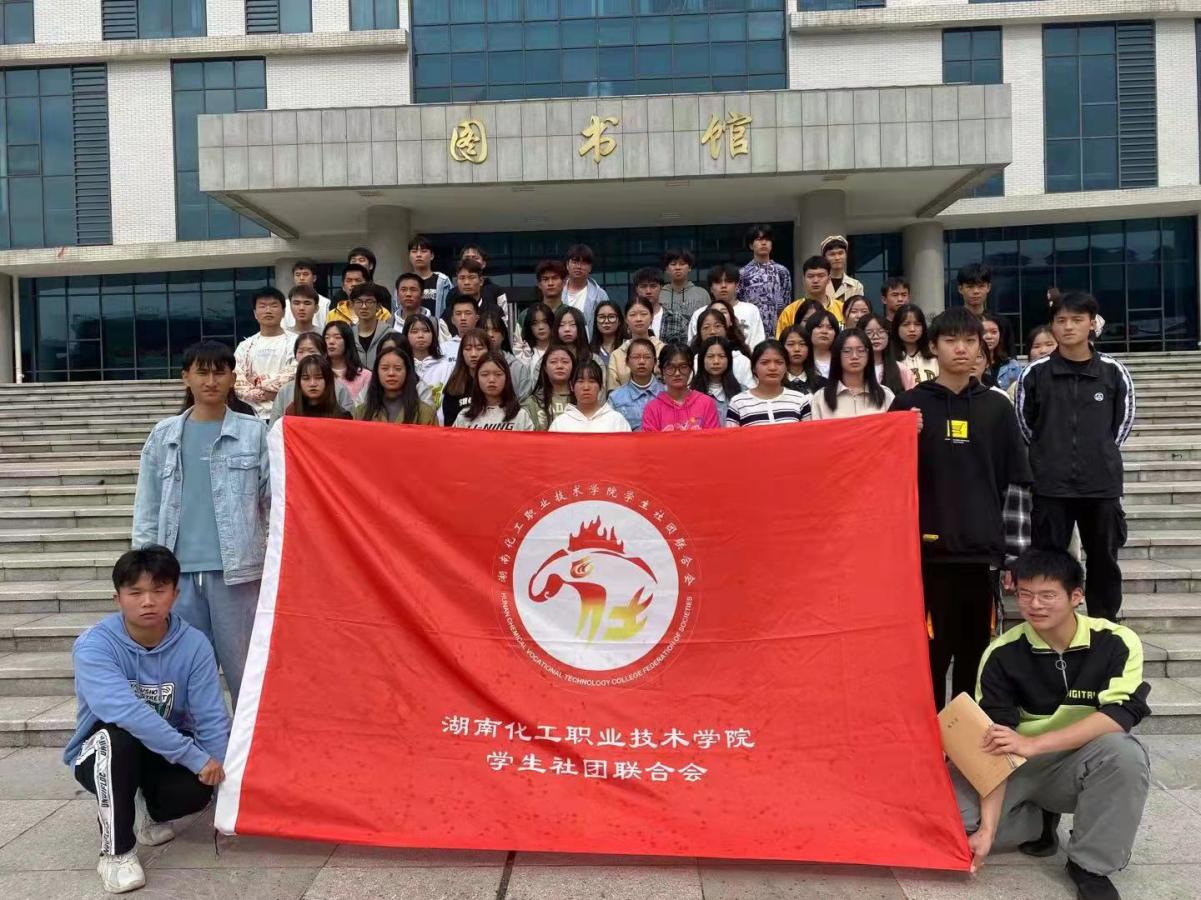 图书馆
湖南化工职业技术学院学生社团联合会
HUNAN CHEMICAL VOCATIONAL TECHNOLOGY COLLEGE FEDERATION OF SOCIETIES
湖南化工职业技术学院
学生社团联合会